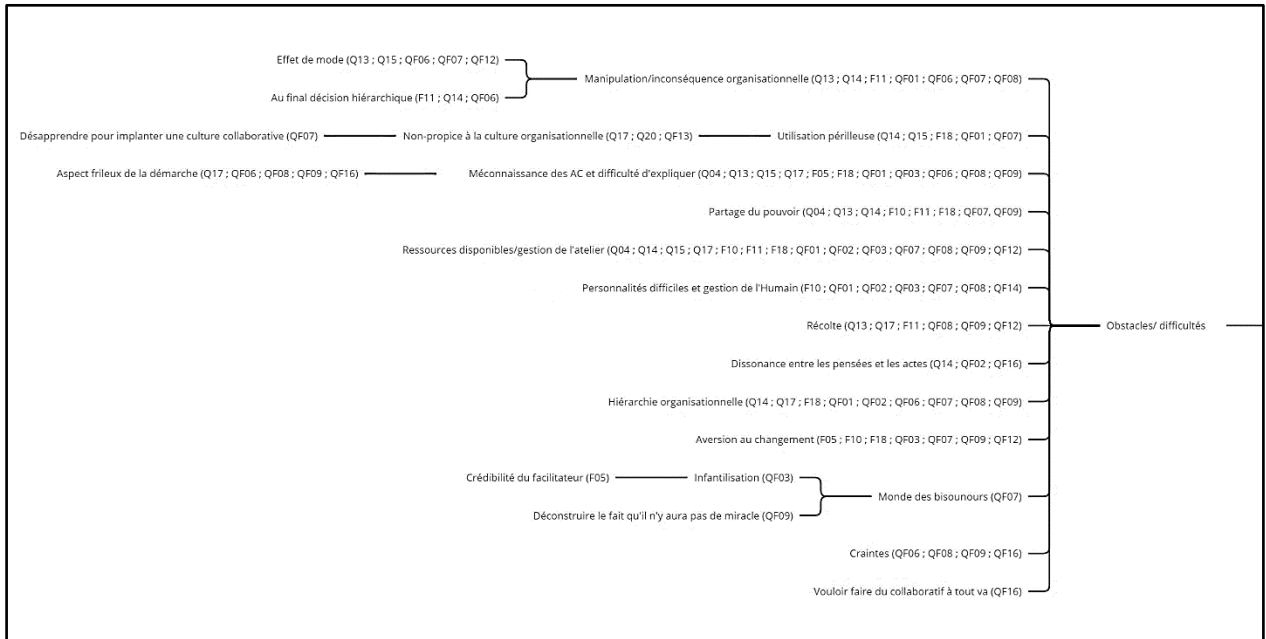 Effet de mode (Q13 ; Q15 ; QF06 ; QF07 ; QF12)
Manipulation/inconséquence organisationnelle (Q13 ; Q14 ; F11 ; QF01 ; QF06 ; QF07 ; QF08)
Au final décision hiérarchique (F11 ; Q14 ; QF06)
Désapprendre pour implanter une culture collaborative (QF07)
Non-propice à la culture organisationnelle (Q17 ; Q20 ; QF13)
Utilisation périlleuse (Q14 ; Q15 ; F18 ; QF01 ; QF07)
Aspect frileux de la démarche (Q17 ; QF06 ; QF08 ; QF09 ; QF16)
Méconnaissance des AC et difficulté d'expliquer (Q04 ; Q13 ; Q15 ; Q17 ; F05 ; F18 ; QF01 ; QF03 ; QF06 ; QF08 ; QF09)
Partage du pouvoir (Q04 ; Q13 ; Q14 ; F10 ; F11 ; F18 ; QF07, QF09)
Ressources disponibles/gestion de l'atelier (Q04 ; Q14 ; Q15 ; Q17 ; F10 ; F11 ; F18 ; QF01 ; QF02 ; QF03 ; QF07 ; QF08 ; QF09 ; QF12)
Personnalités difficiles et gestion de l'Humain (F10 ; QF01 ; QF02 ; QF03 ; QF07 ; QF08 ; QF14)
Récolte (Q13 ; Q17 ; F11 ; QF08 ; QF09 ; QF12)
Obstacles/ difficultés
Dissonance entre les pensées et les actes (Q14 ; QF02 ; QF16)
Hiérarchie organisationnelle (Q14 ; Q17 ; F18 ; QF01 ; QF02 ; QF06 ; QF07 ; QF08 ; QF09)
Aversion au changement (F05 ; F10 ; F18 ; QF03 ; QF07 ; QF09 ; QF12)
Crédibilité du facilitateur (F05)
Infantilisation (QF03)
Monde des bisounours (QF07)
Déconstruire le fait qu'il n'y aura pas de miracle (QF09)
Craintes (QF06 ; QF08 ; QF09 ; QF16)
Vouloir faire du collaboratif à tout va (QF16)